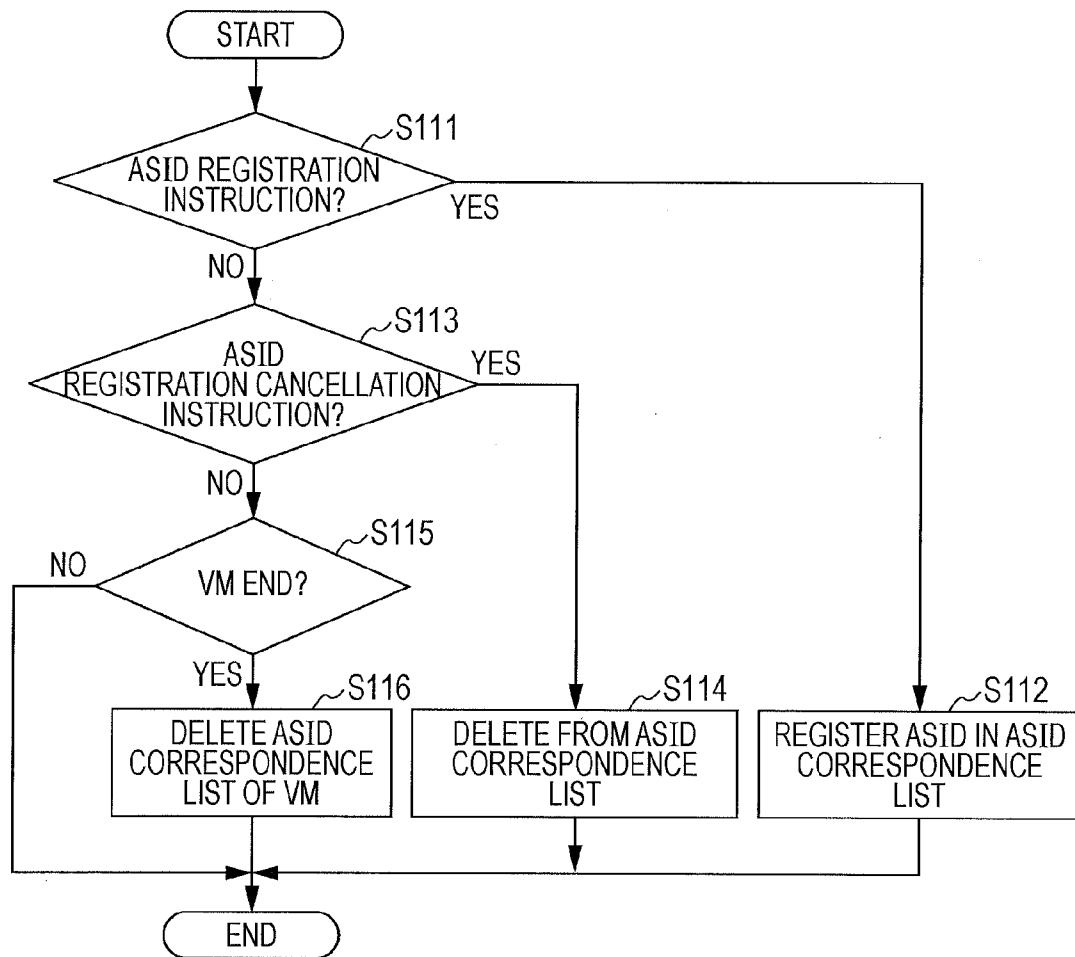 START
S111
ASID REGISTRATION
INSTRUCTION?
YES
NO
S113
ASID
REGISTRATION CANCELLATION
INSTRUCTION?
YES
NO
S115
NO
VM END?
YES
S116
DELETE ASID
CORRESPONDENCE
LIST OF VM
S114
DELETE FROM ASID
CORRESPONDENCE
LIST
S112
REGISTER ASID IN ASID
CORRESPONDENCE
LIST
END